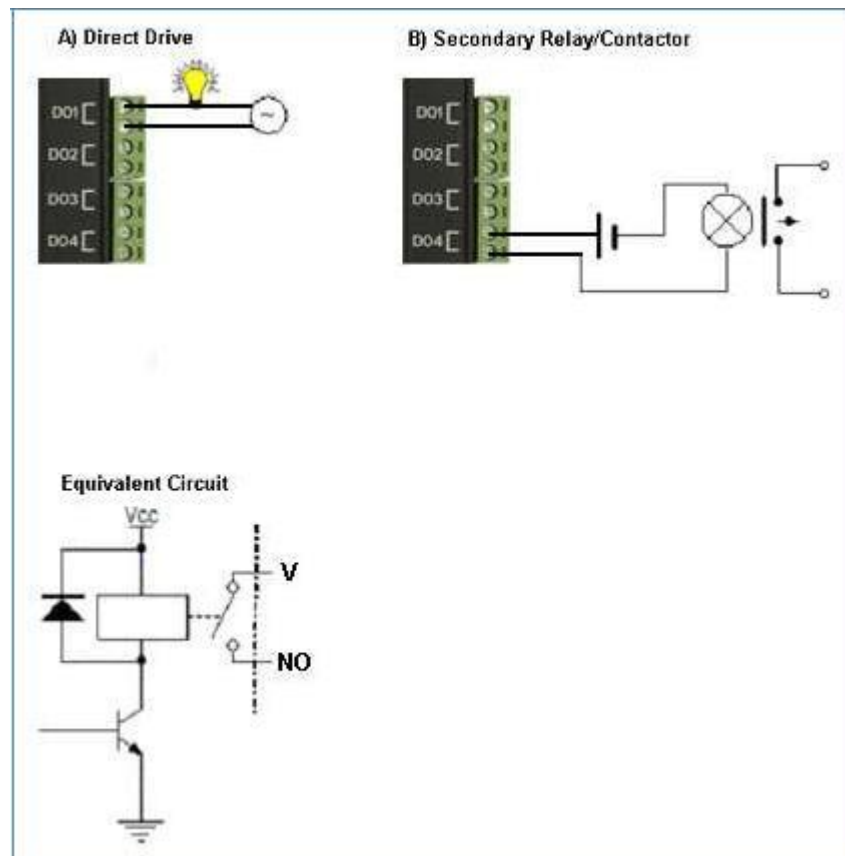 A) Direct Drive
DO1
DO2
DO3
DO4
~
B) Secondary Relay/Contactor
DO1
DO2
DO3
DO4
Equivalent Circuit
Vcc
V
NO